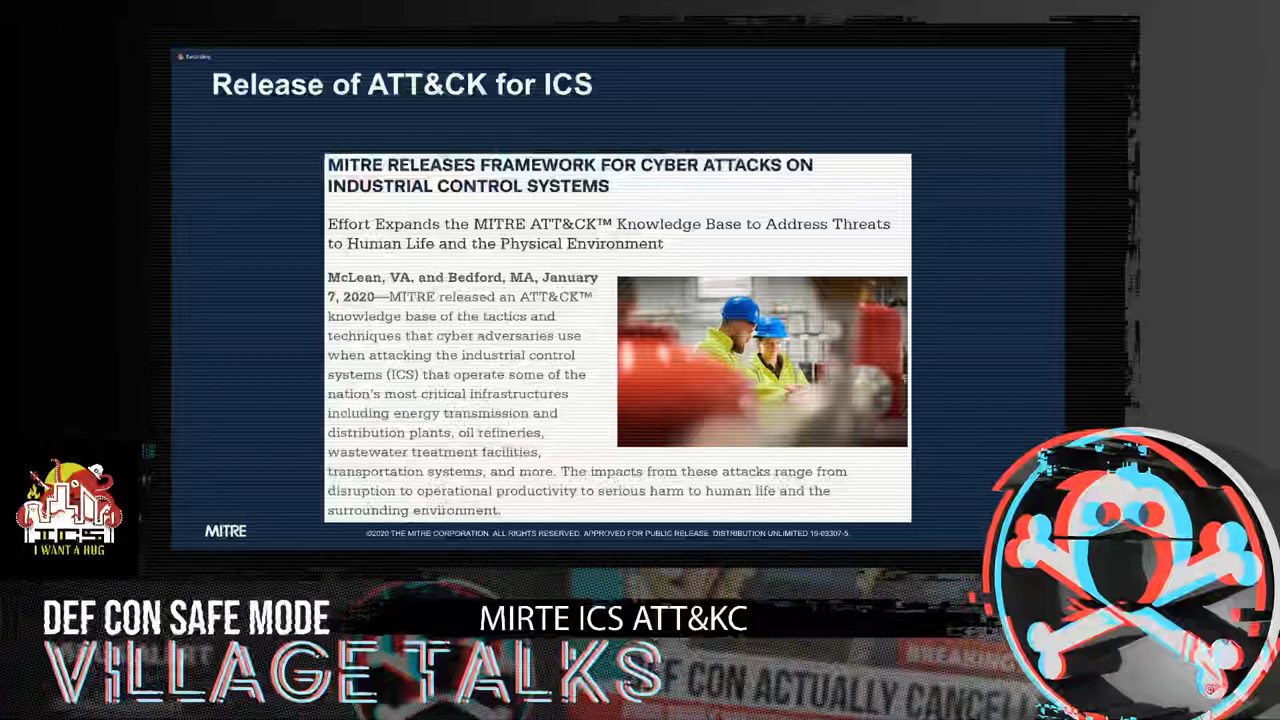 Recording
Release of ATT&CK for ICS
MITRE RELEASES FRAMEWORK FOR CYBER ATTACKS ON
INDUSTRIAL CONTROL SYSTEMS
Effort Expands the MITRE ATT&CK™ Knowledge Base to Address Threats
to Human Life and the Physical Environment
McLean, VA, and Bedford, MA, January
7, 2020—MITRE released an ATT&CK™
knowledge base of the tactics and
techniques that cyber adversaries use
when attacking the industrial control
systems (ICS) that operate some of the
nation's most critical infrastructures
including energy transmission and
distribution plants, oil refineries,
wastewater treatment facilities,
transportation systems, and more. The impacts from these attacks range from
disruption to operational productivity to serious harm to human life and the
surrounding environment.
MITRE
©2020 THE MITRE CORPORATION. ALL RIGHTS RESERVED. APPROVED FOR PUBLIC RELEASE. DISTRIBUTION UNLIMITED 19-03307-5.
ICS
I WANT A HUG
DEF CON SAFE MODE
MIRTE ICS ATT&KC
VILLAGE TALKS
BREAKING
DEF CON ACTUALLY CANCEL